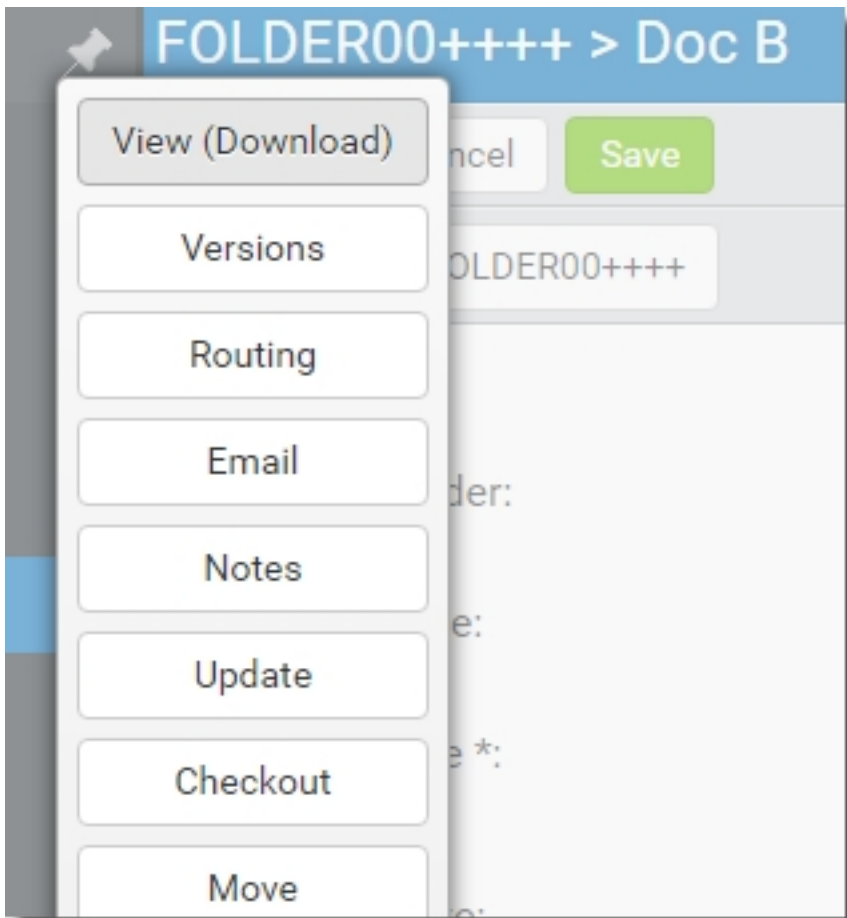 FOLDER00++++ > Doc B
View (Download)
ncel
Save
Versions
OLDER00++++
Routing
Email
der:
Notes
e:
Update
e *:
Checkout
Move